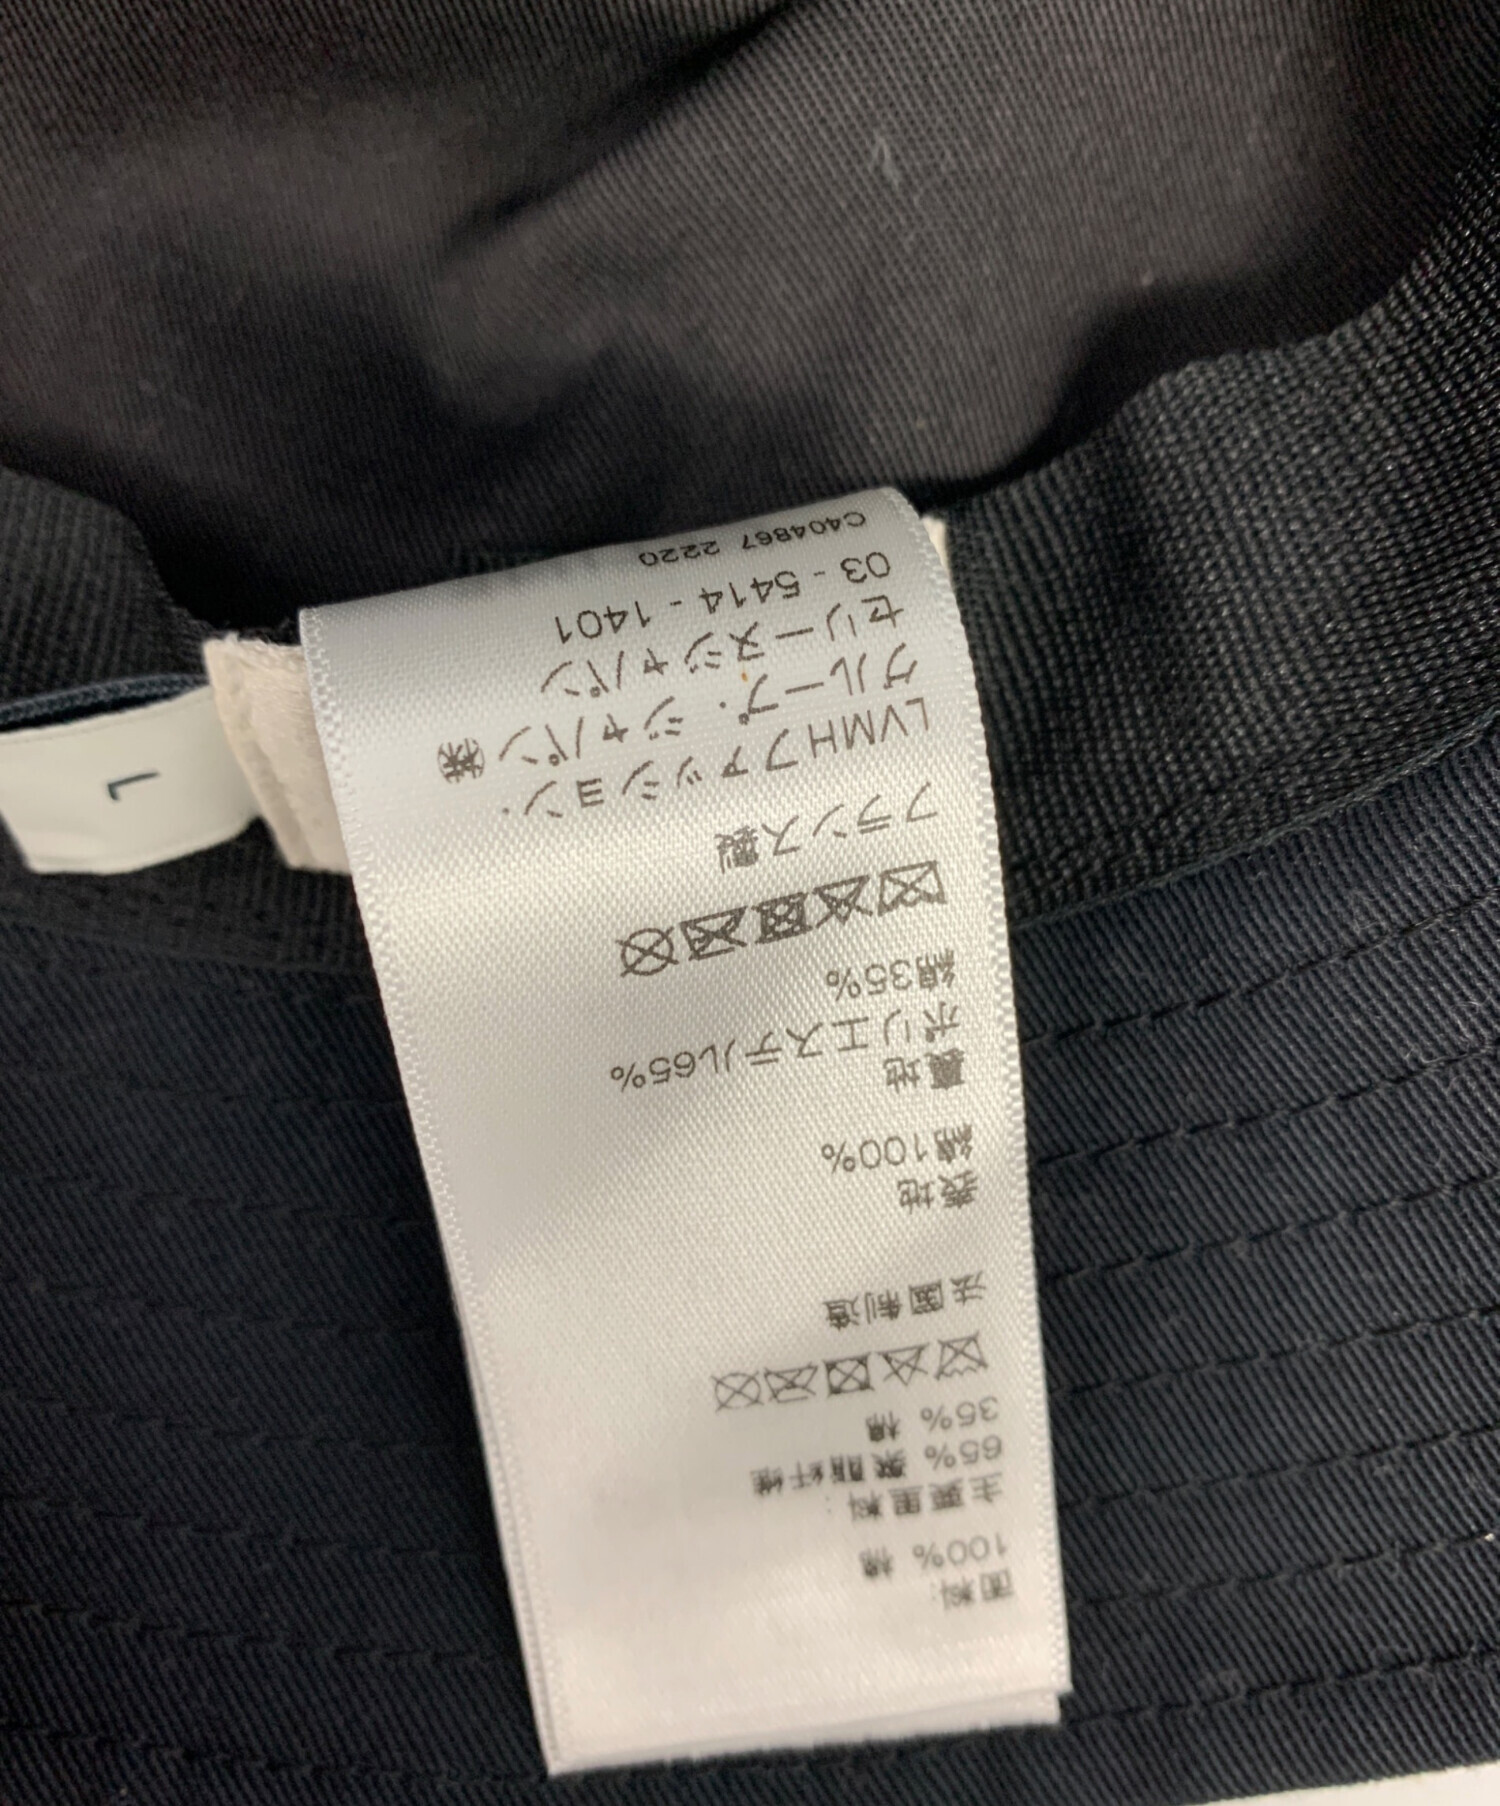 面料:
100% 棉
主要里料:
65% 聚酯纤维
35% 棉
法国制造
表地
綿100%
裏地
ポリエステル65%
綿35%
フランス製
LVMHファッション・
グループ・ジャパン㈱
セリーヌジャパン
03 - 5414 - 1401
C404867 2220
L